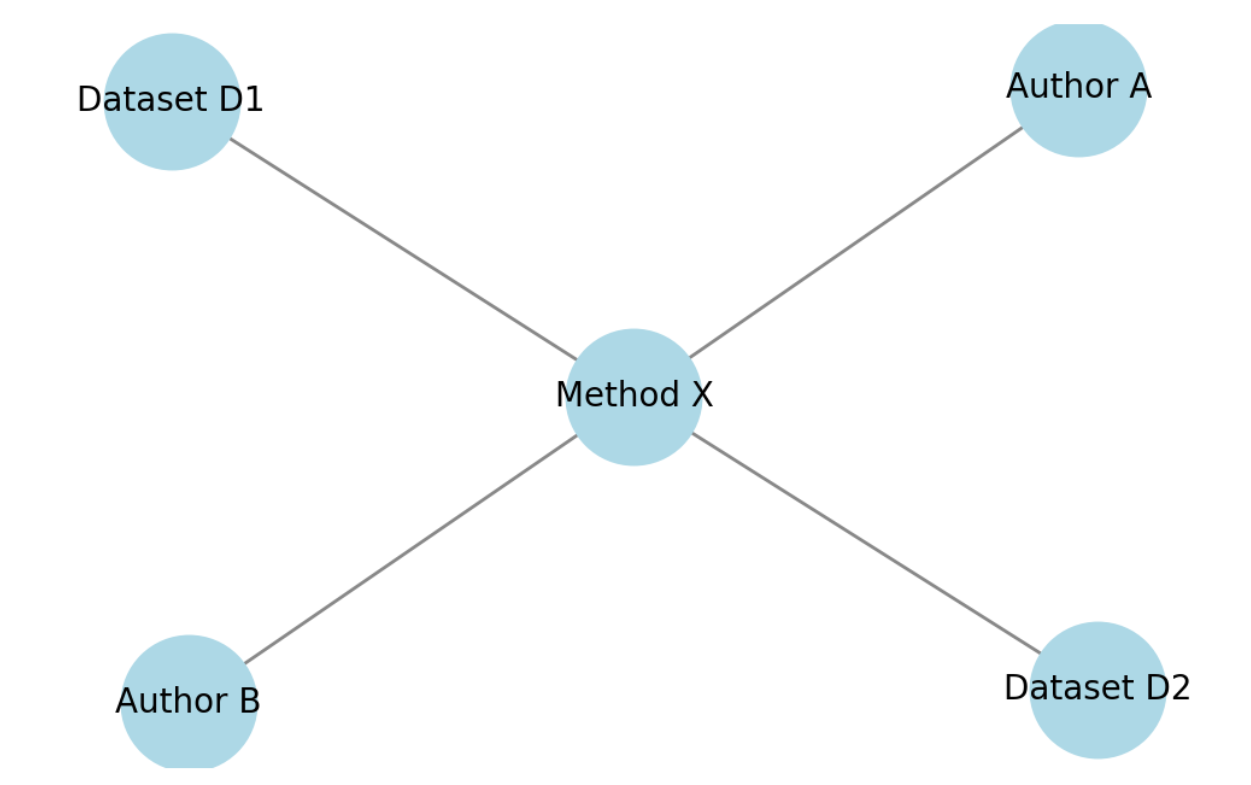 Dataset D1
Author A
Method X
Author B
Dataset D2